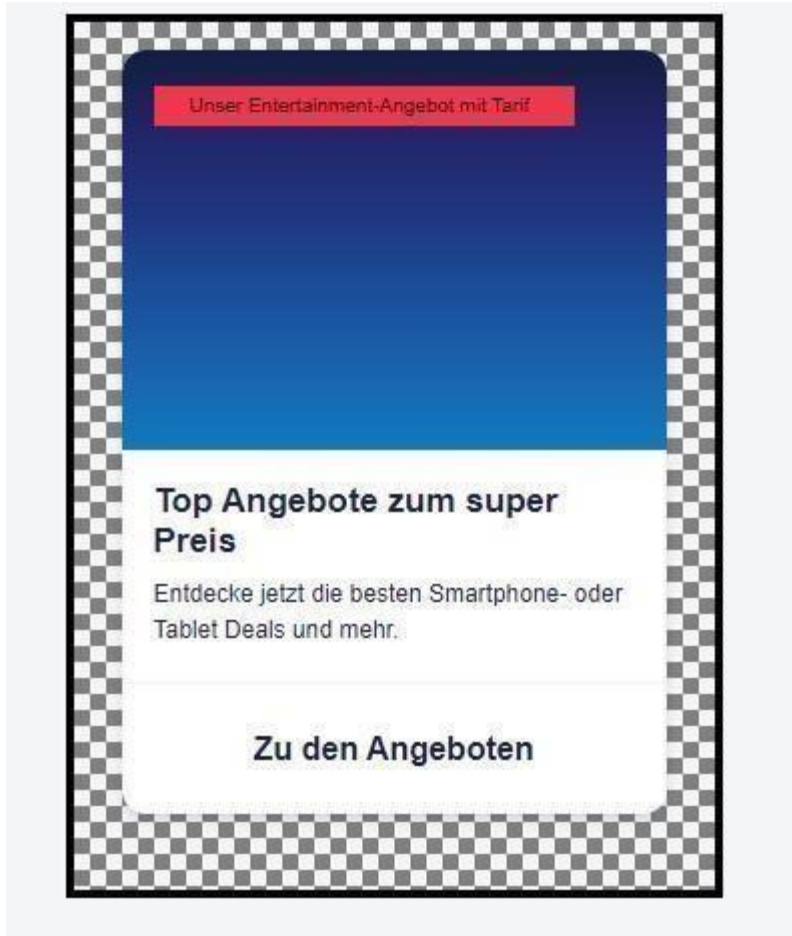 Unser Entertainment-Angebot mit Tarif
Top Angebote zum super
Preis
Entdecke jetzt die besten Smartphone- oder
Tablet Deals und mehr.
Zu den Angeboten